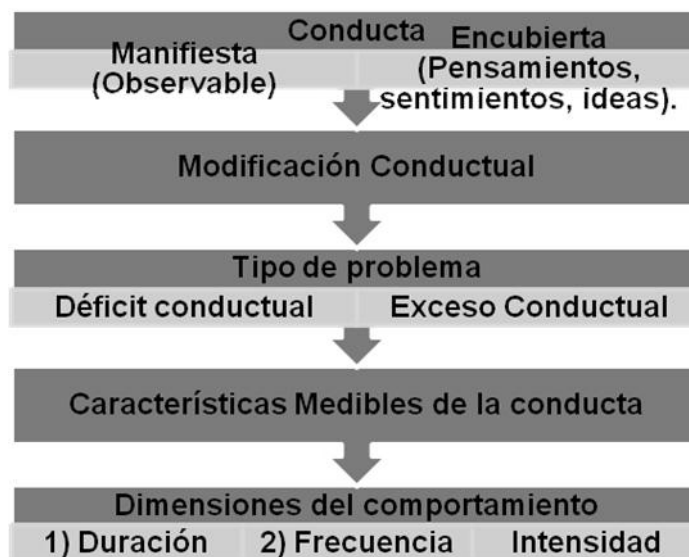 Conducta
Manifiesta
(Observable)
Encubierta
(Pensamientos,
sentimientos, ideas).
Modificación Conductual
Tipo de problema
Déficit conductual
Exceso Conductual
Características Medibles de la conducta
Dimensiones del comportamiento
1) Duración
2) Frecuencia
Intensidad